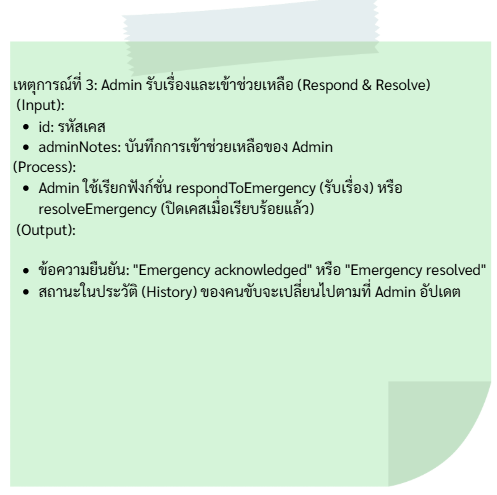 เหตุการณ์ที่ 3: Admin รับเรื่องและเข้าช่วยเหลือ (Respond & Resolve)
(Input):
• id: รหัสเคส
• adminNotes: บันทึกการเข้าช่วยเหลือของ Admin
(Process):
• Admin ใช้เรียกฟังก์ชั่น respondToEmergency (รับเรื่อง) หรือ
resolveEmergency (ปิดเคสเมื่อเรียบร้อยแล้ว)
(Output):
• ข้อความยืนยัน: "Emergency acknowledged" หรือ "Emergency resolved"
• สถานะในประวัติ (History) ของคนขับจะเปลี่ยนไปตามที่ Admin อัปเดต